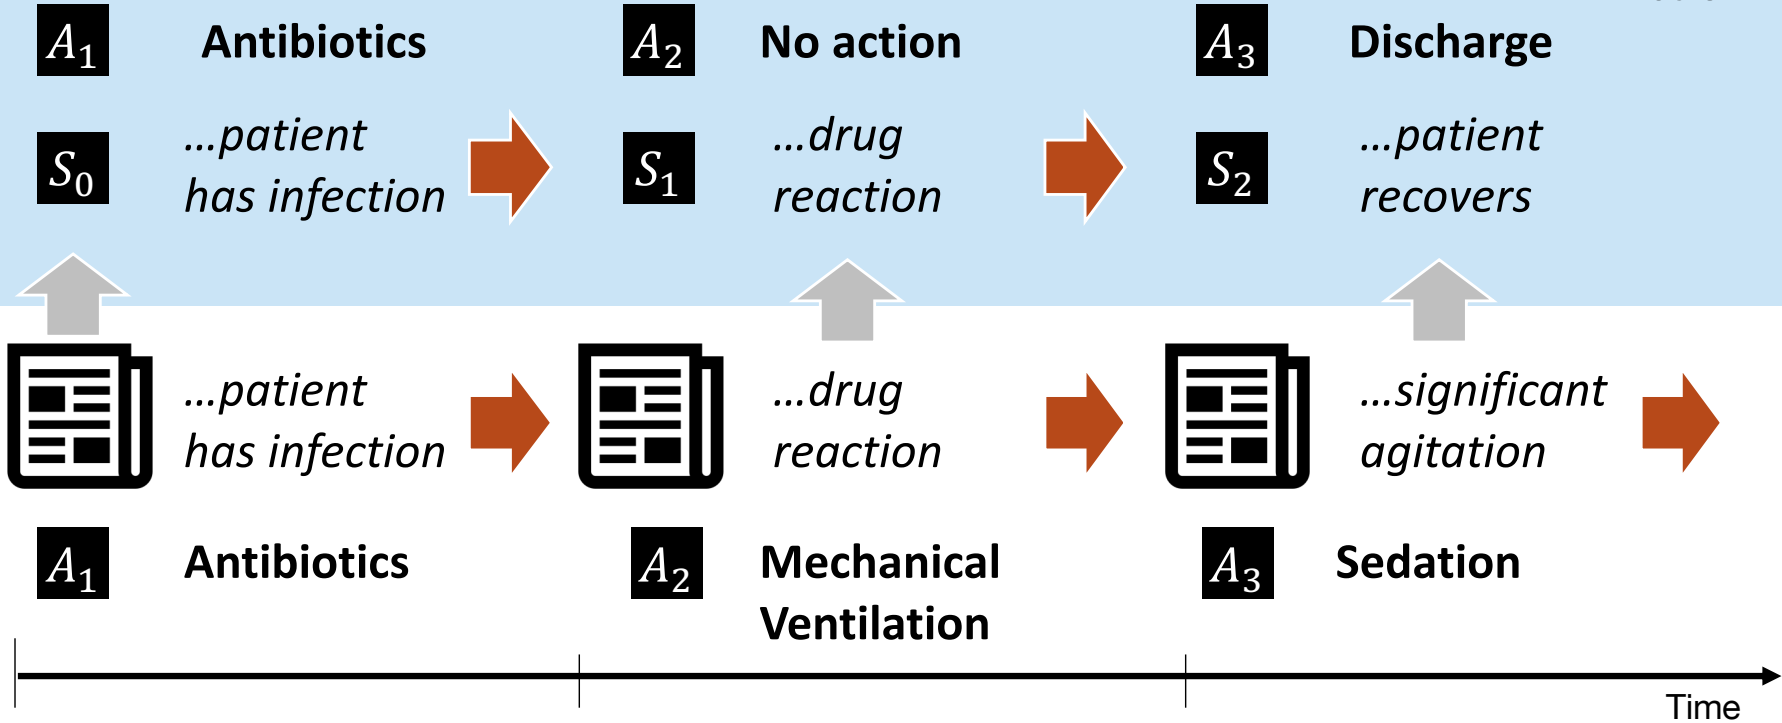 A1 Antibiotics A2 No action A3 Discharge
S0 ...patient has infection
S1 ...drug reaction
S2 ...patient recovers
...patient has infection
...drug reaction
...significant agitation
A1 Antibiotics
A2 Mechanical Ventilation
A3 Sedation
Time